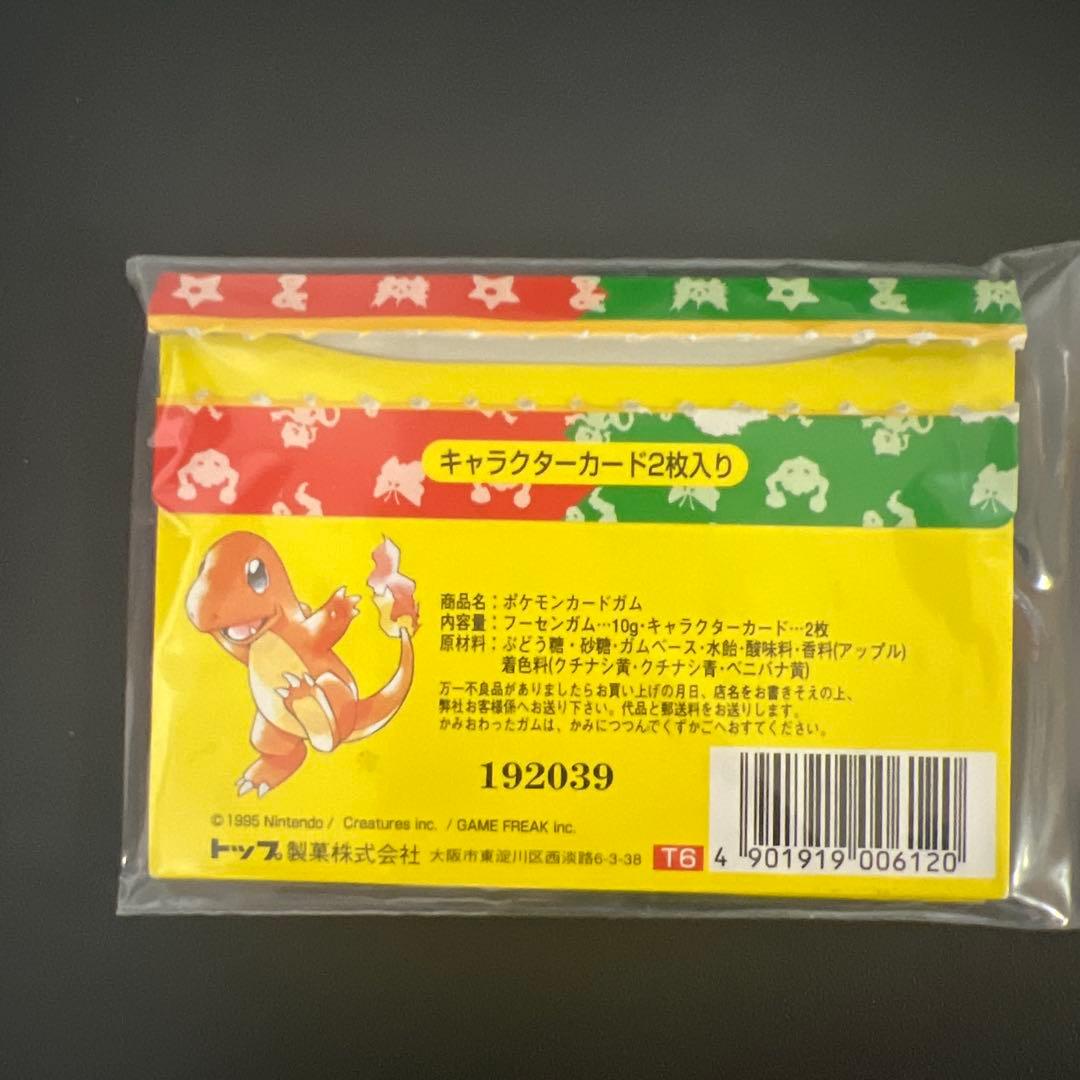 キャラクターカード2枚入り
商品名：ポケモンカードガム
内容量：フーセンガム…10g・キャラクターカード…2枚
原材料：ぶどう糖・砂糖・ガムベース・水飴・酸味料・香料(アップル)
着色料(クチナシ黄・クチナシ青・ベニバナ黄)
万一不良品がありましたらお買い上げの月日、店名をお書きそえの上、
弊社お客様係へお送り下さい。代品と郵送料をお送りします。
かみおわったガムは、かみにつつんでくずかごへおすてください。
192039
©1995 Nintendo / Creatures inc. / GAME FREAK inc.
トップ製菓株式会社 大阪市東淀川区西淡路6-3-38 T6
4 901919 006120